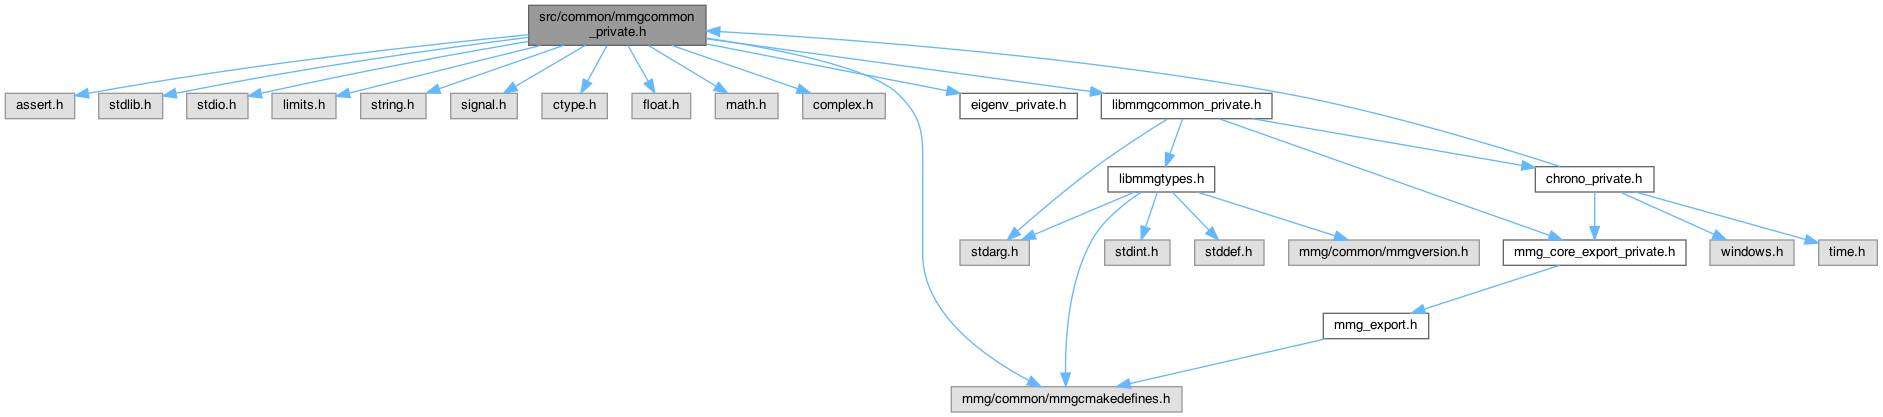 src/common/mmgcommon
_private.h
assert.h
stdlib.h
stdio.h
limits.h
string.h
signal.h
ctype.h
float.h
math.h
complex.h
eigenv_private.h
libmmgcommon_private.h
libmmgtypes.h
chrono_private.h
stdarg.h
stdint.h
stddef.h
mmg/common/mmgversion.h
mmg_core_export_private.h
windows.h
time.h
mmg_export.h
mmg/common/mmgcmakedefines.h